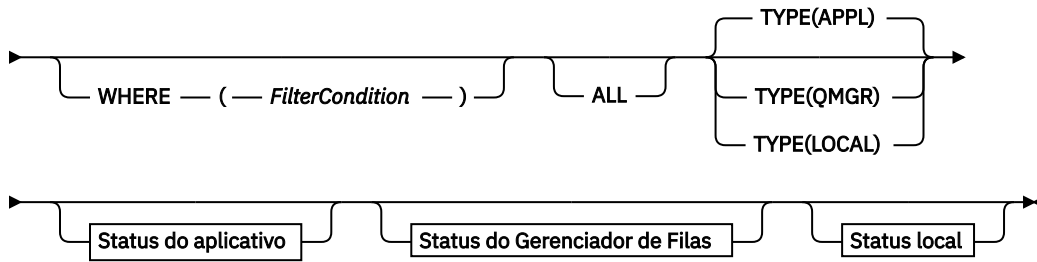 TYPE(APPL)
WHERE ( FilterCondition ) ALL TYPE(QMGR)
TYPE(LOCAL)
Status do aplicativo Status do Gerenciador de Filas Status local